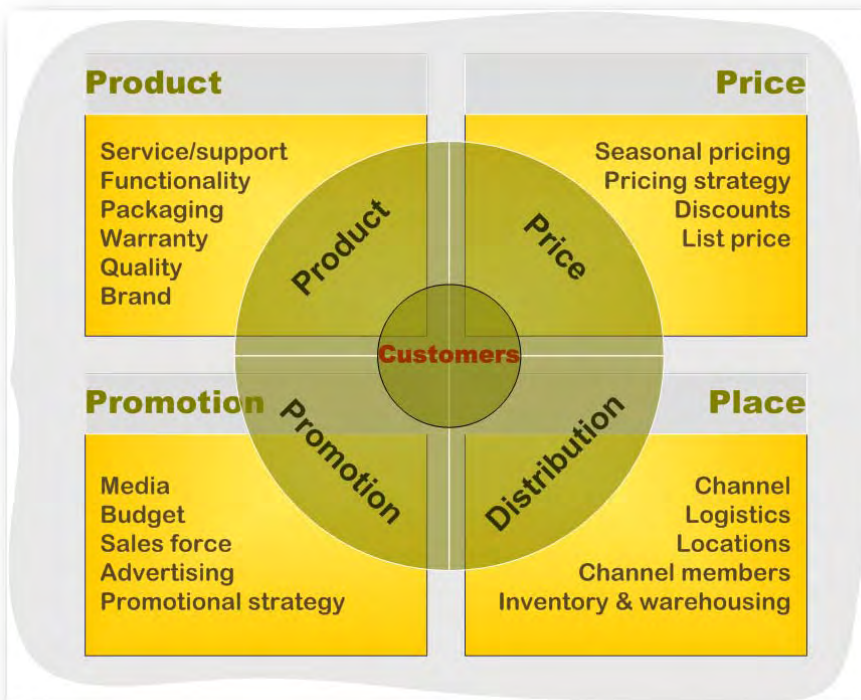 Product
Service/support
Functionality
Packaging
Warranty
Quality
Brand
Price
Seasonal pricing
Pricing strategy
Discounts
List price
Product
Price
Customers
Promotion
Distribution
Promotion
Media
Budget
Sales force
Advertising
Promotional strategy
Place
Channel
Logistics
Locations
Channel members
Inventory & warehousing